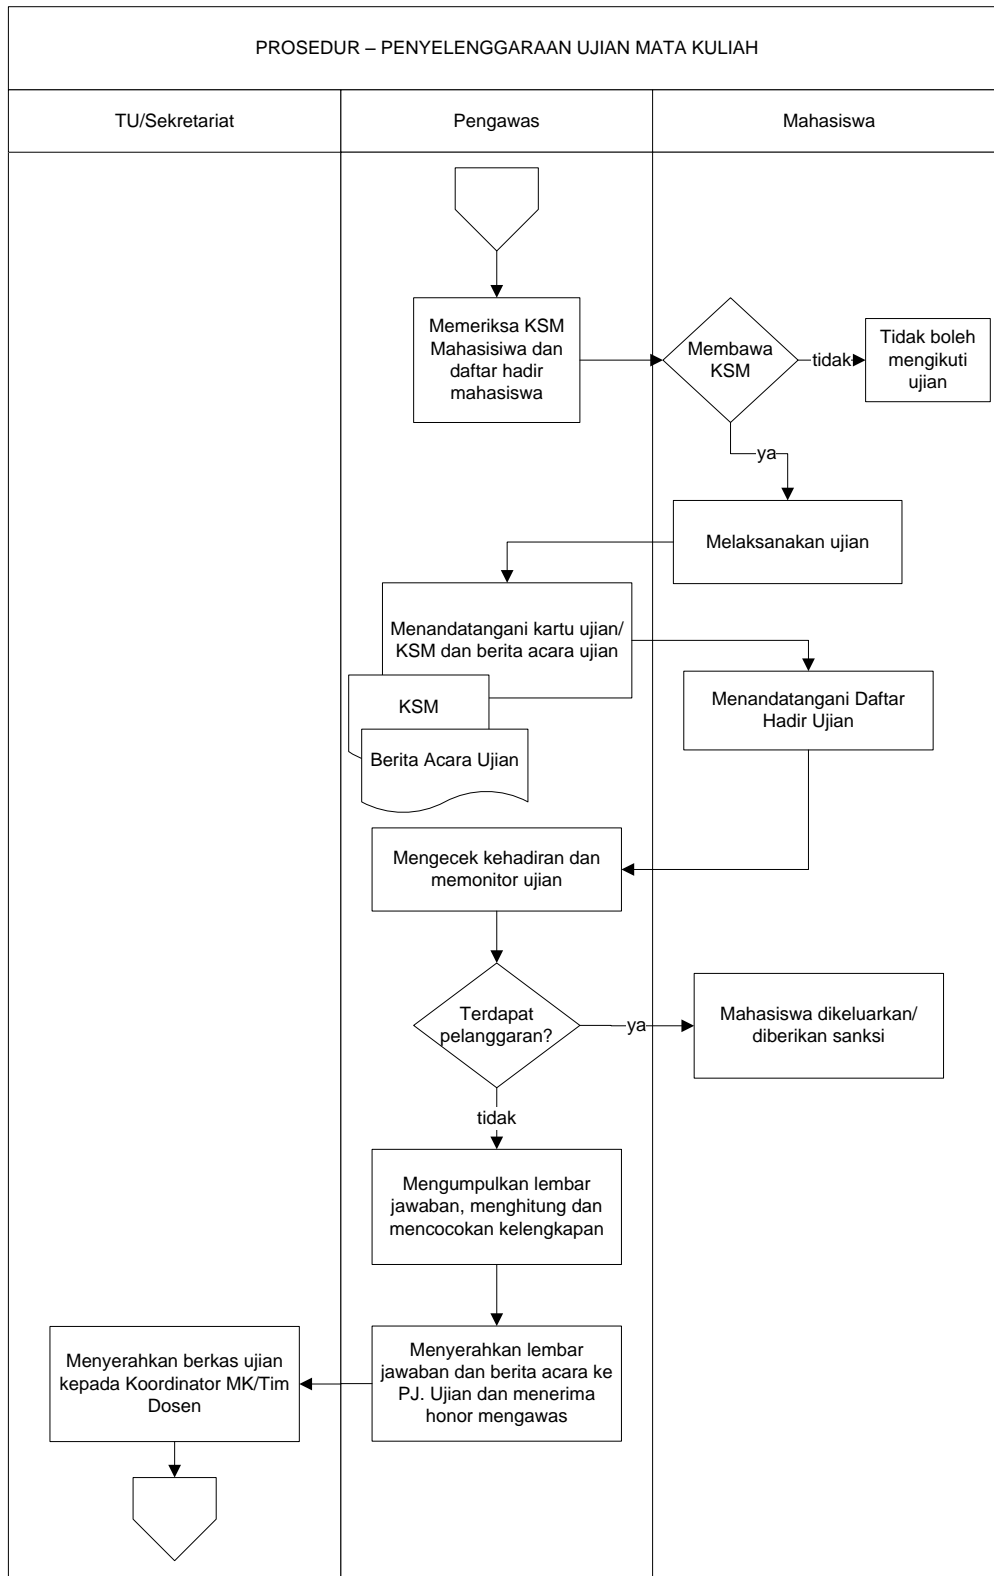 PROSEDUR – PENYELENGGARAAN UJIAN MATA KULIAH
TU/Sekretariat
Pengawas
Mahasiswa
Memeriksa KSM
Mahasisiwa dan
daftar hadir
mahasiswa
Membawa
KSM
tidak
Tidak boleh
mengikuti
ujian
ya
Melaksanakan ujian
Menandatangani kartu ujian/
KSM dan berita acara ujian
KSM
Berita Acara Ujian
Menandatangani Daftar
Hadir Ujian
Mengecek kehadiran dan
memonitor ujian
Terdapat
pelanggaran?
ya
Mahasiswa dikeluarkan/
diberikan sanksi
tidak
Mengumpulkan lembar
jawaban, menghitung dan
mencocokan kelengkapan
Menyerahkan lembar
jawaban dan berita acara ke
PJ. Ujian dan menerima
honor mengawas
Menyerahkan berkas ujian
kepada Koordinator MK/Tim
Dosen